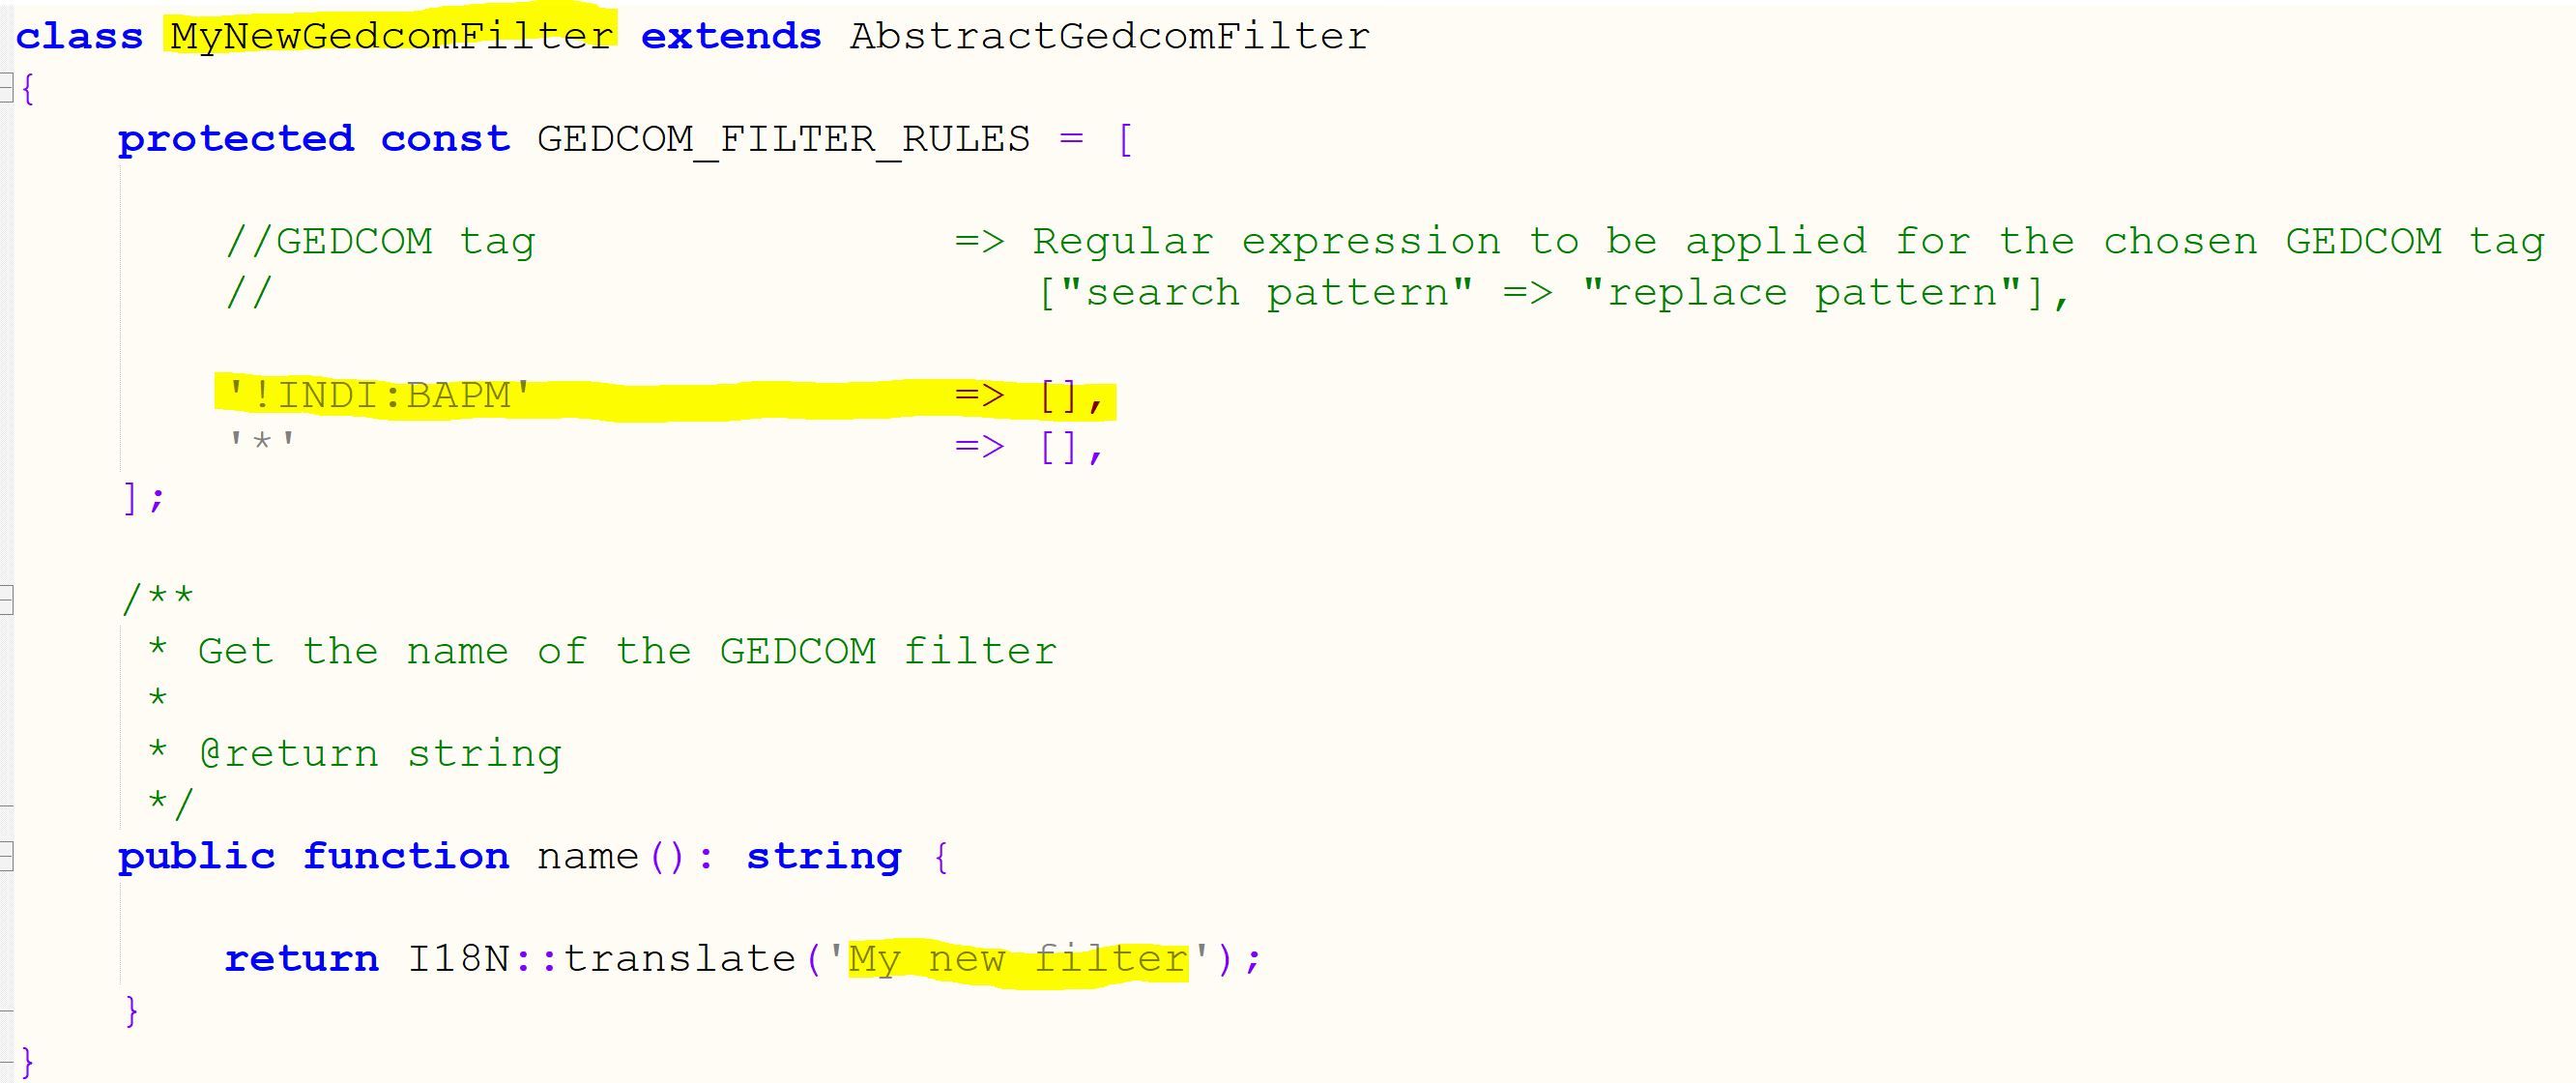 class MyNewGedcomFilter extends AbstractGedcomFilter
{
    protected const GEDCOM_FILTER_RULES = [
        //GEDCOM tag                => Regular expression to be applied for the chosen GEDCOM tag
        //                             ["search pattern" => "replace pattern"],
        '!INDI:BAPM'                => [],
        '*'                         => [],
    ];
    /**
     * Get the name of the GEDCOM filter
     *
     * @return string
     */
    public function name(): string {
        return I18N::translate('My new filter');
    }
}